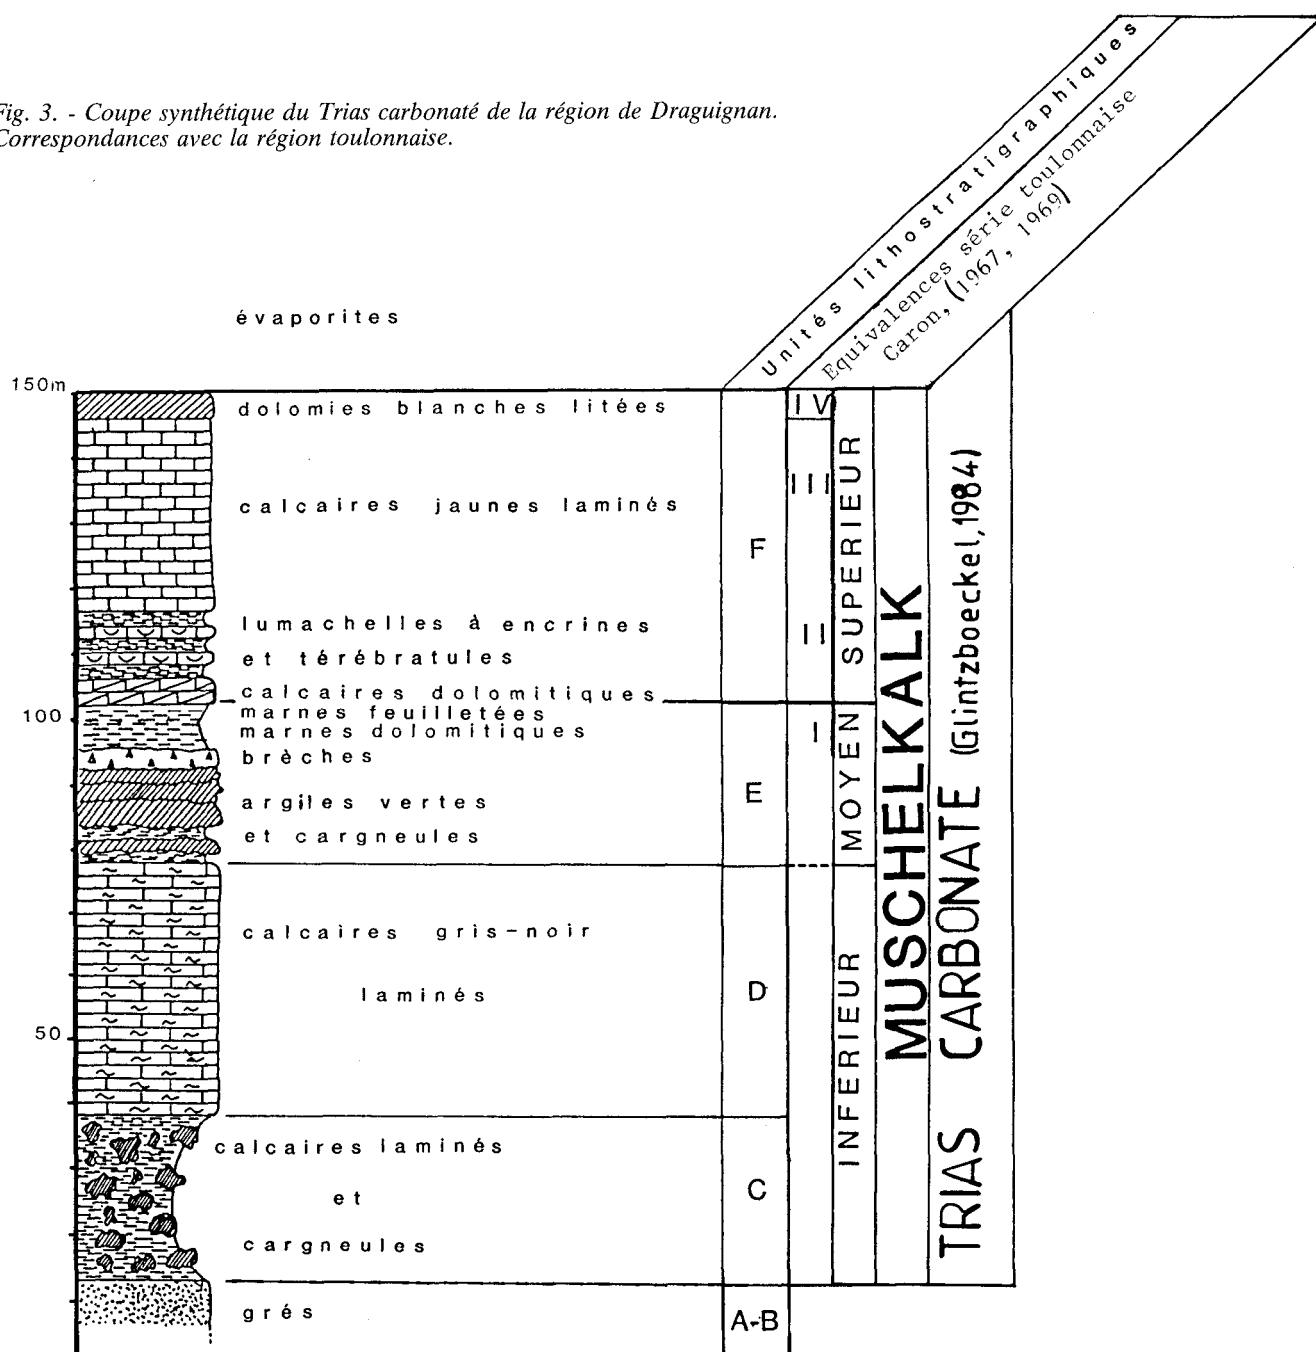 Fig. 3. - Coupe synthétique du Trias carbonaté de la région de Draguignan.
Correspondances avec la région toulonnaise.
Unités lithostratigraphiques
Equivalences série toulonnaise
Caron, (1967, 1969)
évaporites
150m
dolomies blanches litées
IV
calcaires jaunes laminés
III
F
SUPERIEUR
lumachelles à encrines
et térébratules
II
calcaires dolomitiques
100
marnes feuilletées
marnes dolomitiques
I
brèches
E
MOYEN
argiles vertes
et cargneules
calcaires gris-noir
laminés
D
50
INFERIEUR
MUSCHELKALK
TRIAS CARBONATE (Glintzboeckel, 1984)
calcaires laminés
et
cargneules
C
grés
A-B